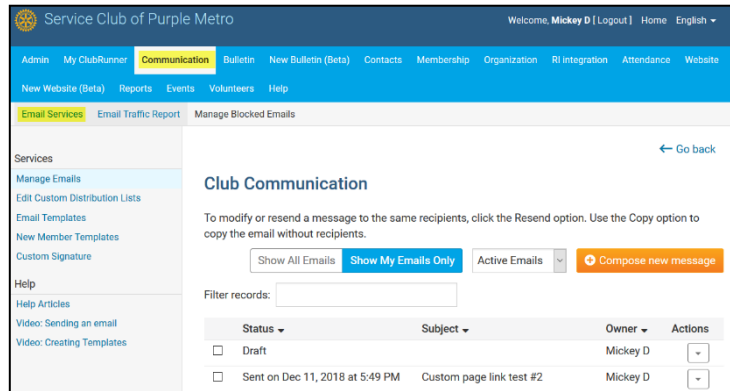 Service Club of Purple Metro
Welcome, Mickey D [ Logout ] Home English
Admin My ClubRunner Communication Bulletin New Bulletin (Beta) Contacts Membership Organization RI integration Attendance Website
New Website (Beta) Reports Events Volunteers Help
Email Services Email Traffic Report Manage Blocked Emails
Go back
Services
Manage Emails
Edit Custom Distribution Lists
Email Templates
New Member Templates
Custom Signature
Help
Help Articles
Video: Sending an email
Video: Creating Templates
Club Communication
To modify or resend a message to the same recipients, click the Resend option. Use the Copy option to
copy the email without recipients.
Show All Emails Show My Emails Only Active Emails Compose new message
Filter records:
Status Subject Owner Actions
Draft Mickey D
Sent on Dec 11, 2018 at 5:49 PM Custom page link test #2 Mickey D